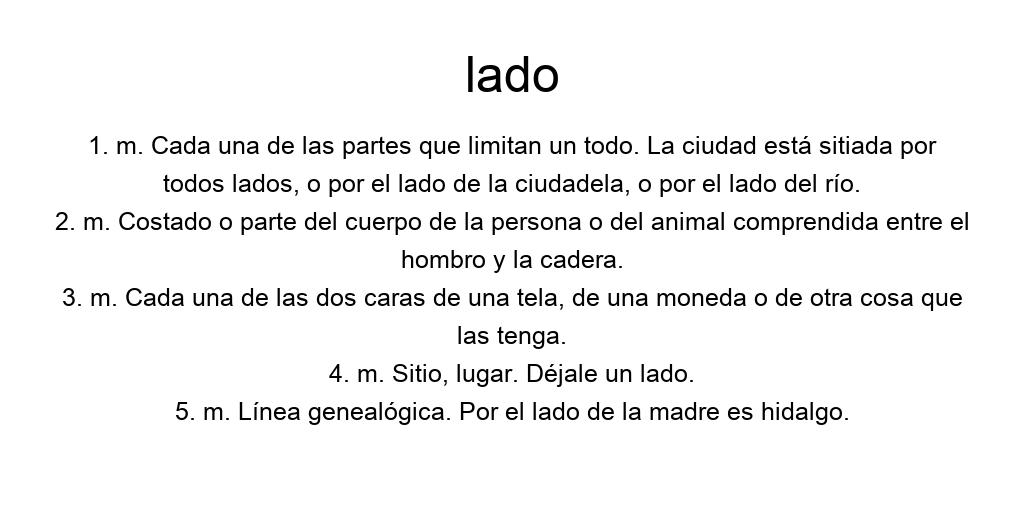 lado
1. m. Cada una de las partes que limitan un todo. La ciudad está sitiada por
todos lados, o por el lado de la ciudadela, o por el lado del río.
2. m. Costado o parte del cuerpo de la persona o del animal comprendida entre el
hombro y la cadera.
3. m. Cada una de las dos caras de una tela, de una moneda o de otra cosa que
las tenga.
4. m. Sitio, lugar. Déjale un lado.
5. m. Línea genealógica. Por el lado de la madre es hidalgo.